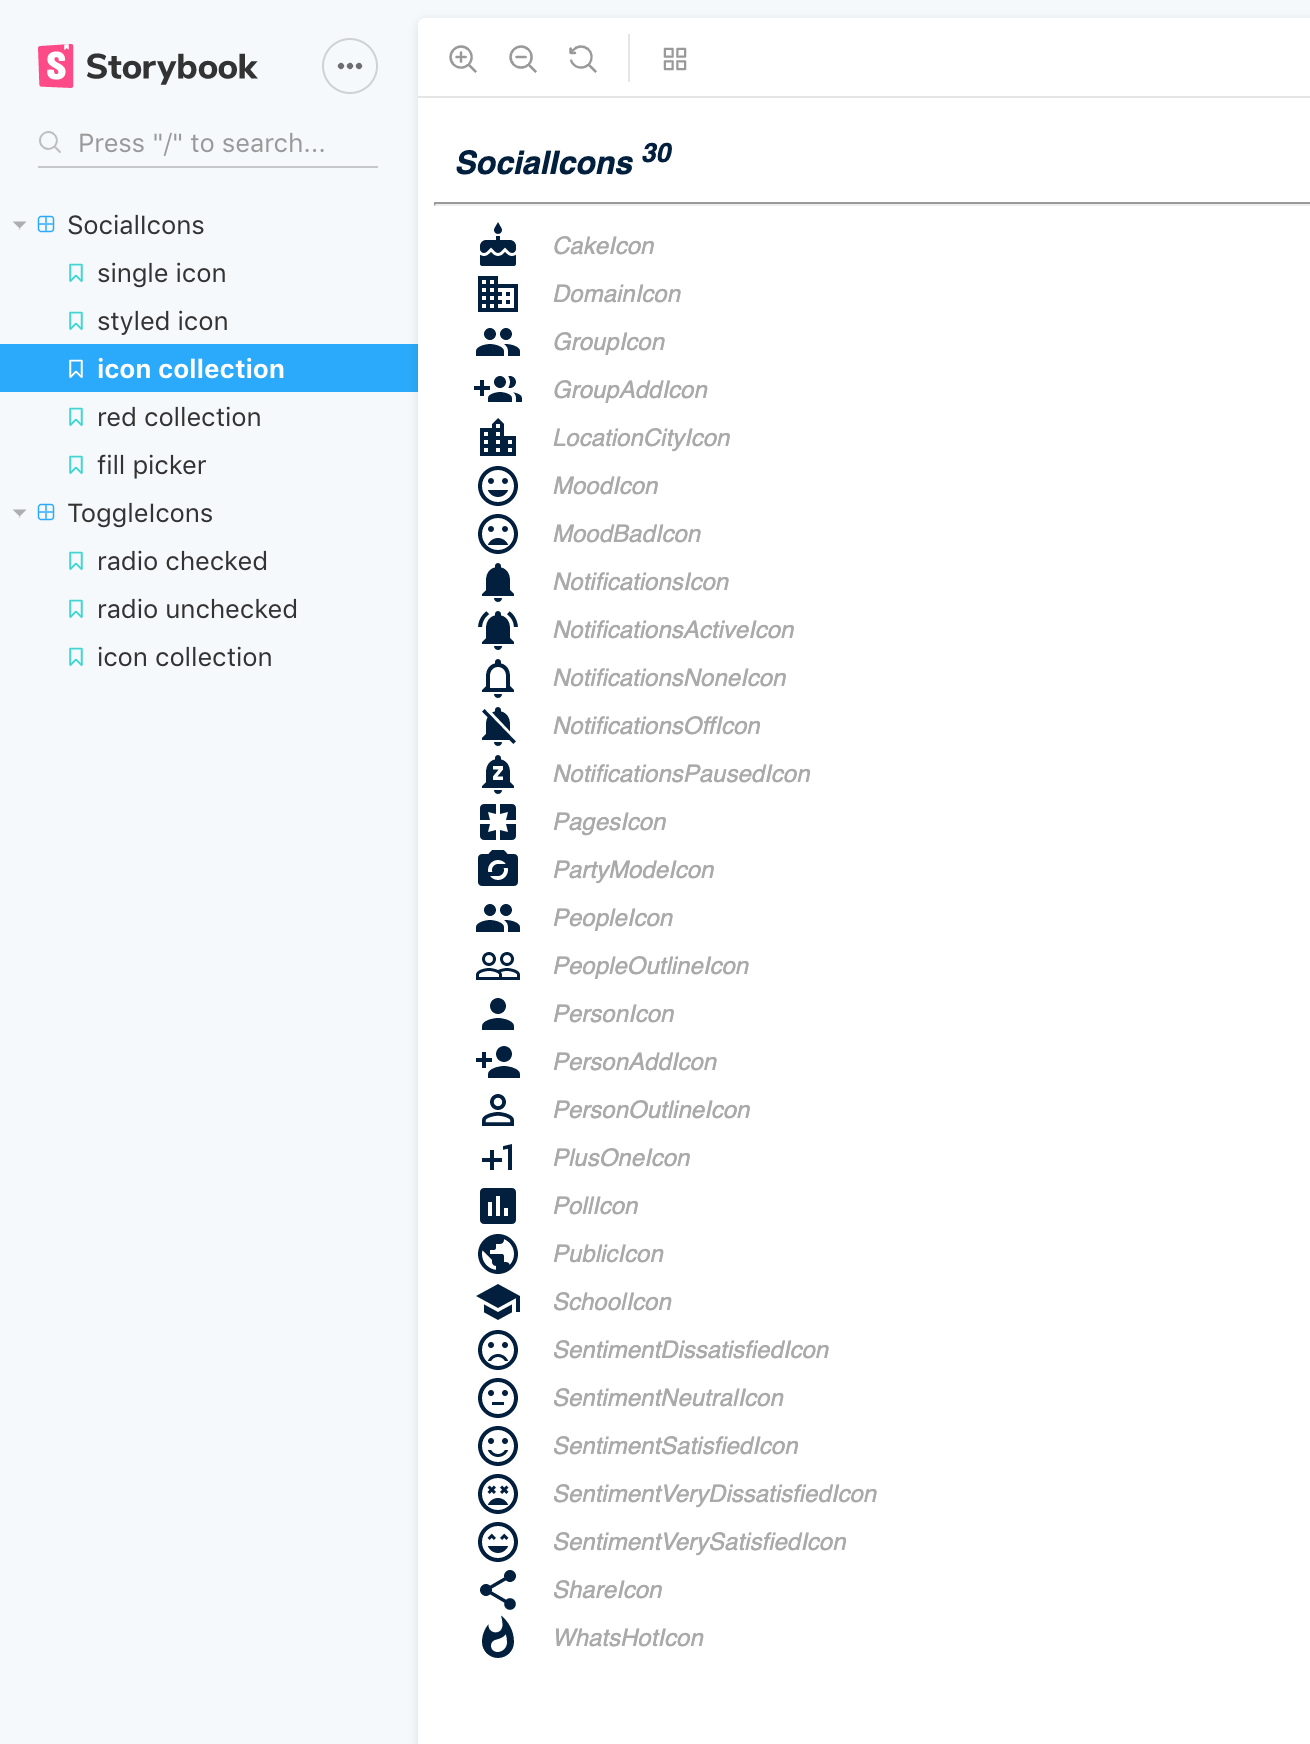 Storybook
Press "/" to search...
SocialIcons
single icon
styled icon
icon collection
red collection
fill picker
ToggleIcons
radio checked
radio unchecked
icon collection
SocialIcons 30
CakeIcon
DomainIcon
GroupIcon
GroupAddIcon
LocationCityIcon
MoodIcon
MoodBadIcon
NotificationsIcon
NotificationsActiveIcon
NotificationsNoneIcon
NotificationsOffIcon
NotificationsPausedIcon
PagesIcon
PartyModeIcon
PeopleIcon
PeopleOutlineIcon
PersonIcon
PersonAddIcon
PersonOutlineIcon
+1 PlusOneIcon
PollIcon
PublicIcon
SchoolIcon
SentimentDissatisfiedIcon
SentimentNeutralIcon
SentimentSatisfiedIcon
SentimentVeryDissatisfiedIcon
SentimentVerySatisfiedIcon
ShareIcon
WhatsHotIcon